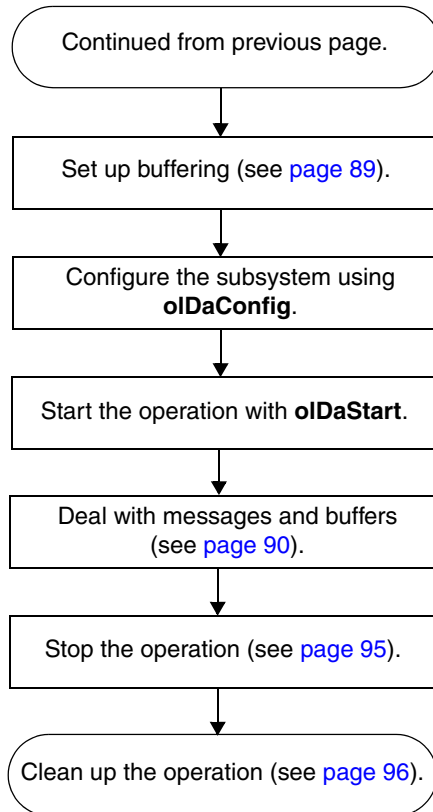 Continued from previous page.
Set up buffering (see page 89).
Configure the subsystem using
olDaConfig.
Start the operation with olDaStart.
Deal with messages and buffers
(see page 90).
Stop the operation (see page 95).
Clean up the operation (see page 96).